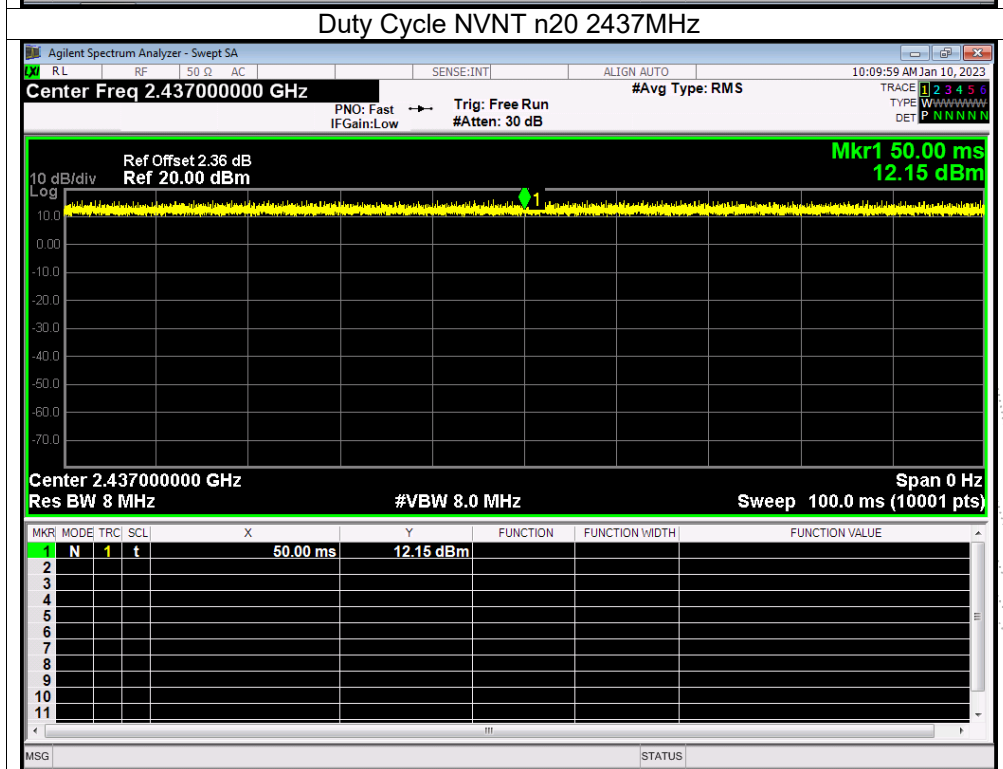 Duty Cycle NVNT n20 2437MHz
Agilent Spectrum Analyzer - Swept SA
LXI RL RF 50 Ω AC SENSE:INT ALIGN AUTO 10:09:59 AM Jan 10, 2023
Center Freq 2.437000000 GHz #Avg Type: RMS TRACE 1 2 3 4 5 6
PNO: Fast Trig: Free Run TYPE WWWWWW
IFGain:Low #Atten: 30 dB DET P N N N N N
Mkr1 50.00 ms
Ref Offset 2.36 dB
10 dB/div Ref 20.00 dBm 12.15 dBm
Log
1
10.0
0.00
-10.0
-20.0
-30.0
-40.0
-50.0
-60.0
-70.0
Center 2.437000000 GHz Span 0 Hz
Res BW 8 MHz #VBW 8.0 MHz Sweep 100.0 ms (10001 pts)
MKR MODE TRC SCL X Y FUNCTION FUNCTION WIDTH FUNCTION VALUE
1 N 1 t 50.00 ms 12.15 dBm
2
3
4
5
6
7
8
9
10
11
MSG STATUS